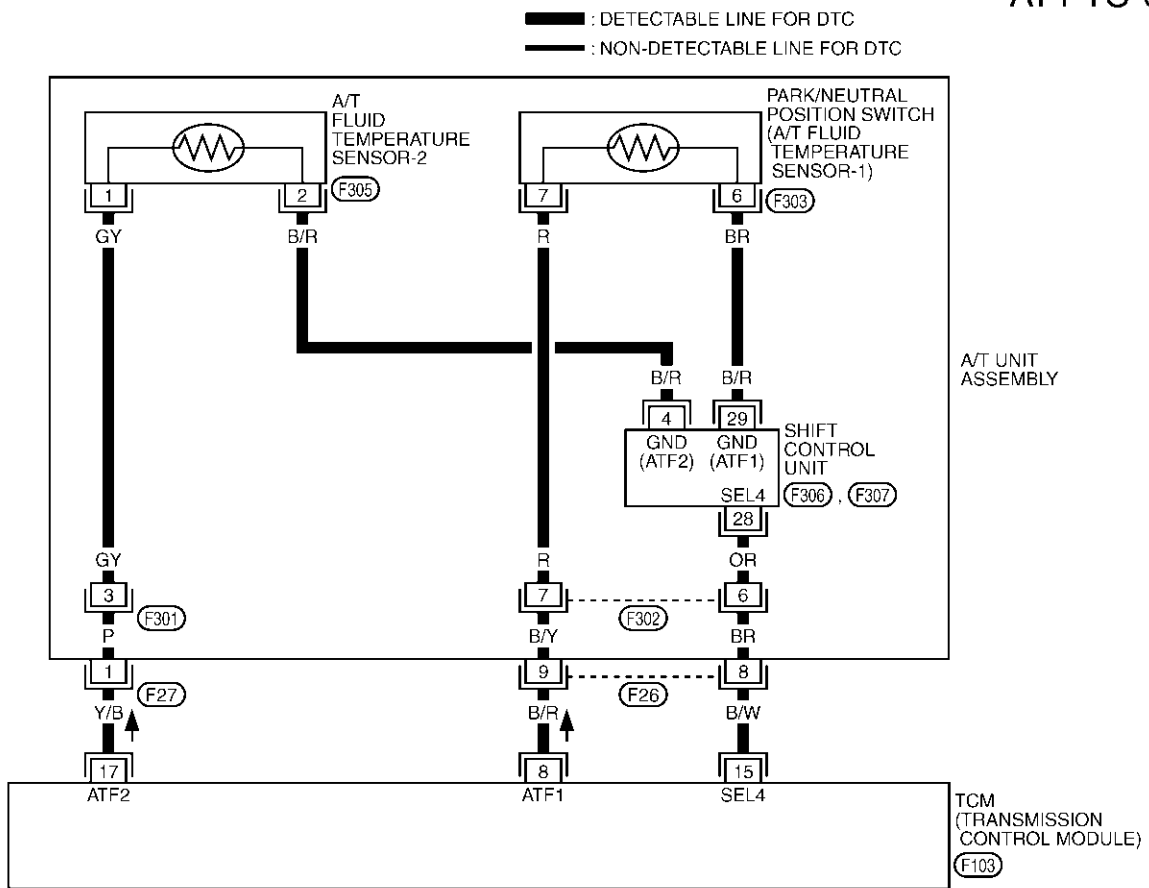 : DETECTABLE LINE FOR DTC
: NON-DETECTABLE LINE FOR DTC
A/T
FLUID
TEMPERATURE
SENSOR-2
PARK/NEUTRAL
POSITION SWITCH
(A/T FLUID
TEMPERATURE
SENSOR-1)
1 2 F305 7 6 F303
GY B/R R BR
A/T UNIT
ASSEMBLY
B/R B/R
4 29
GND GND
(ATF2) (ATF1)
SEL4
28
SHIFT
CONTROL
UNIT
F306 , F307
GY R OR
3 F301 7 F302 6
P B/Y BR
1 F27 9 F26 8
Y/B B/R B/W
17 8 15
ATF2 ATF1 SEL4
TCM
(TRANSMISSION
CONTROL MODULE)
F103